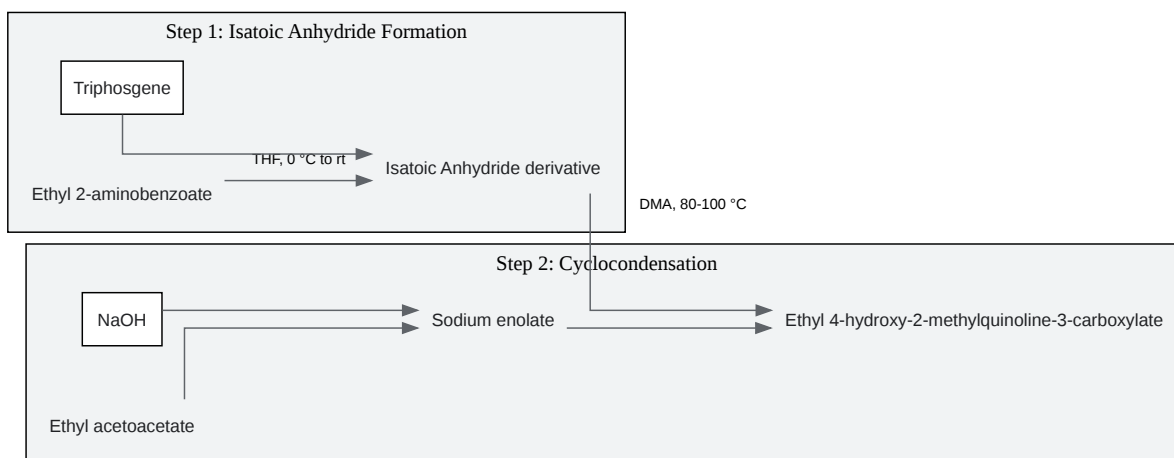 Step 1: Isatoic Anhydride Formation
Triphosgene
THF, 0 °C to rt
Isatoic Anhydride derivative
Ethyl 2-aminobenzoate
DMA, 80-100 °C
Step 2: Cyclocondensation
NaOH
Sodium enolate
Ethyl 4-hydroxy-2-methylquinoline-3-carboxylate
Ethyl acetoacetate